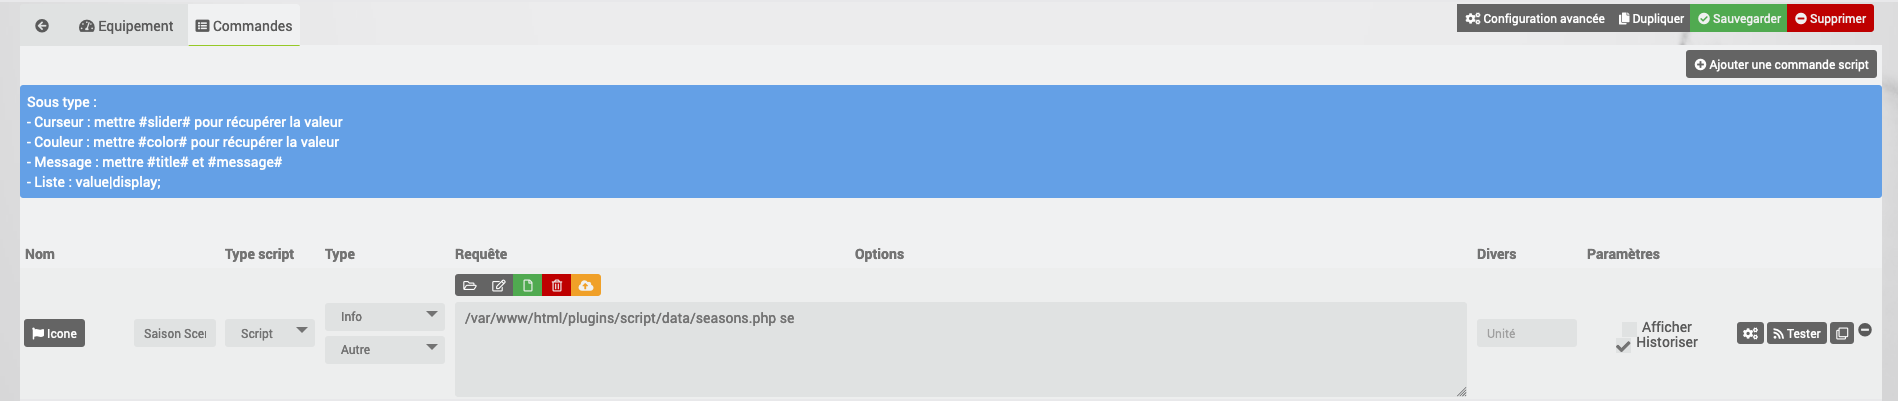 Equipement
Commandes
Configuration avancée
Dupliquer
Sauvegarder
Supprimer
Ajouter une commande script
Sous type :
- Curseur : mettre #slider# pour récupérer la valeur
- Couleur : mettre #color# pour récupérer la valeur
- Message : mettre #title# et #message#
- Liste : value|display;
Nom
Type script
Type
Requête
Options
Divers
Paramètres
Icone
Saison Scer
Script
Info
Autre
/var/www/html/plugins/script/data/seasons.php se
Unité
Afficher
Historiser
Tester